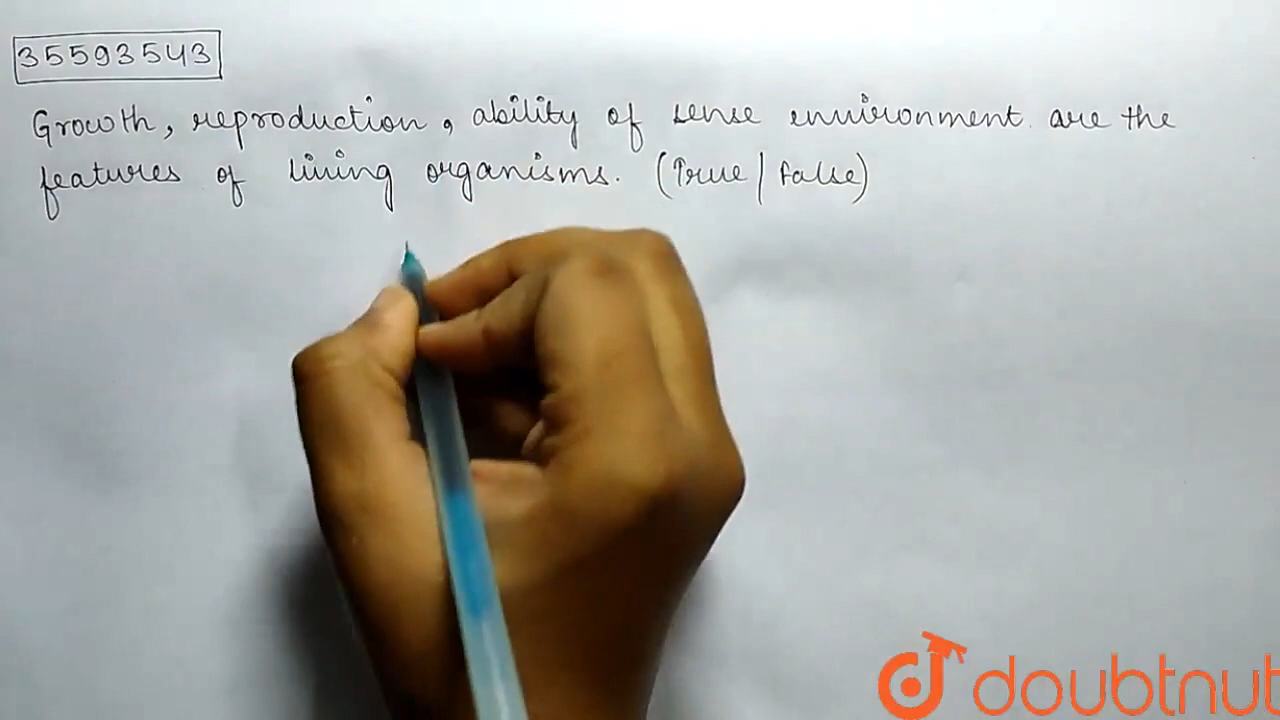 35593543
Growth, reproduction, ability of sense environment are the
features of living organisms. (True/False)
doubtnut